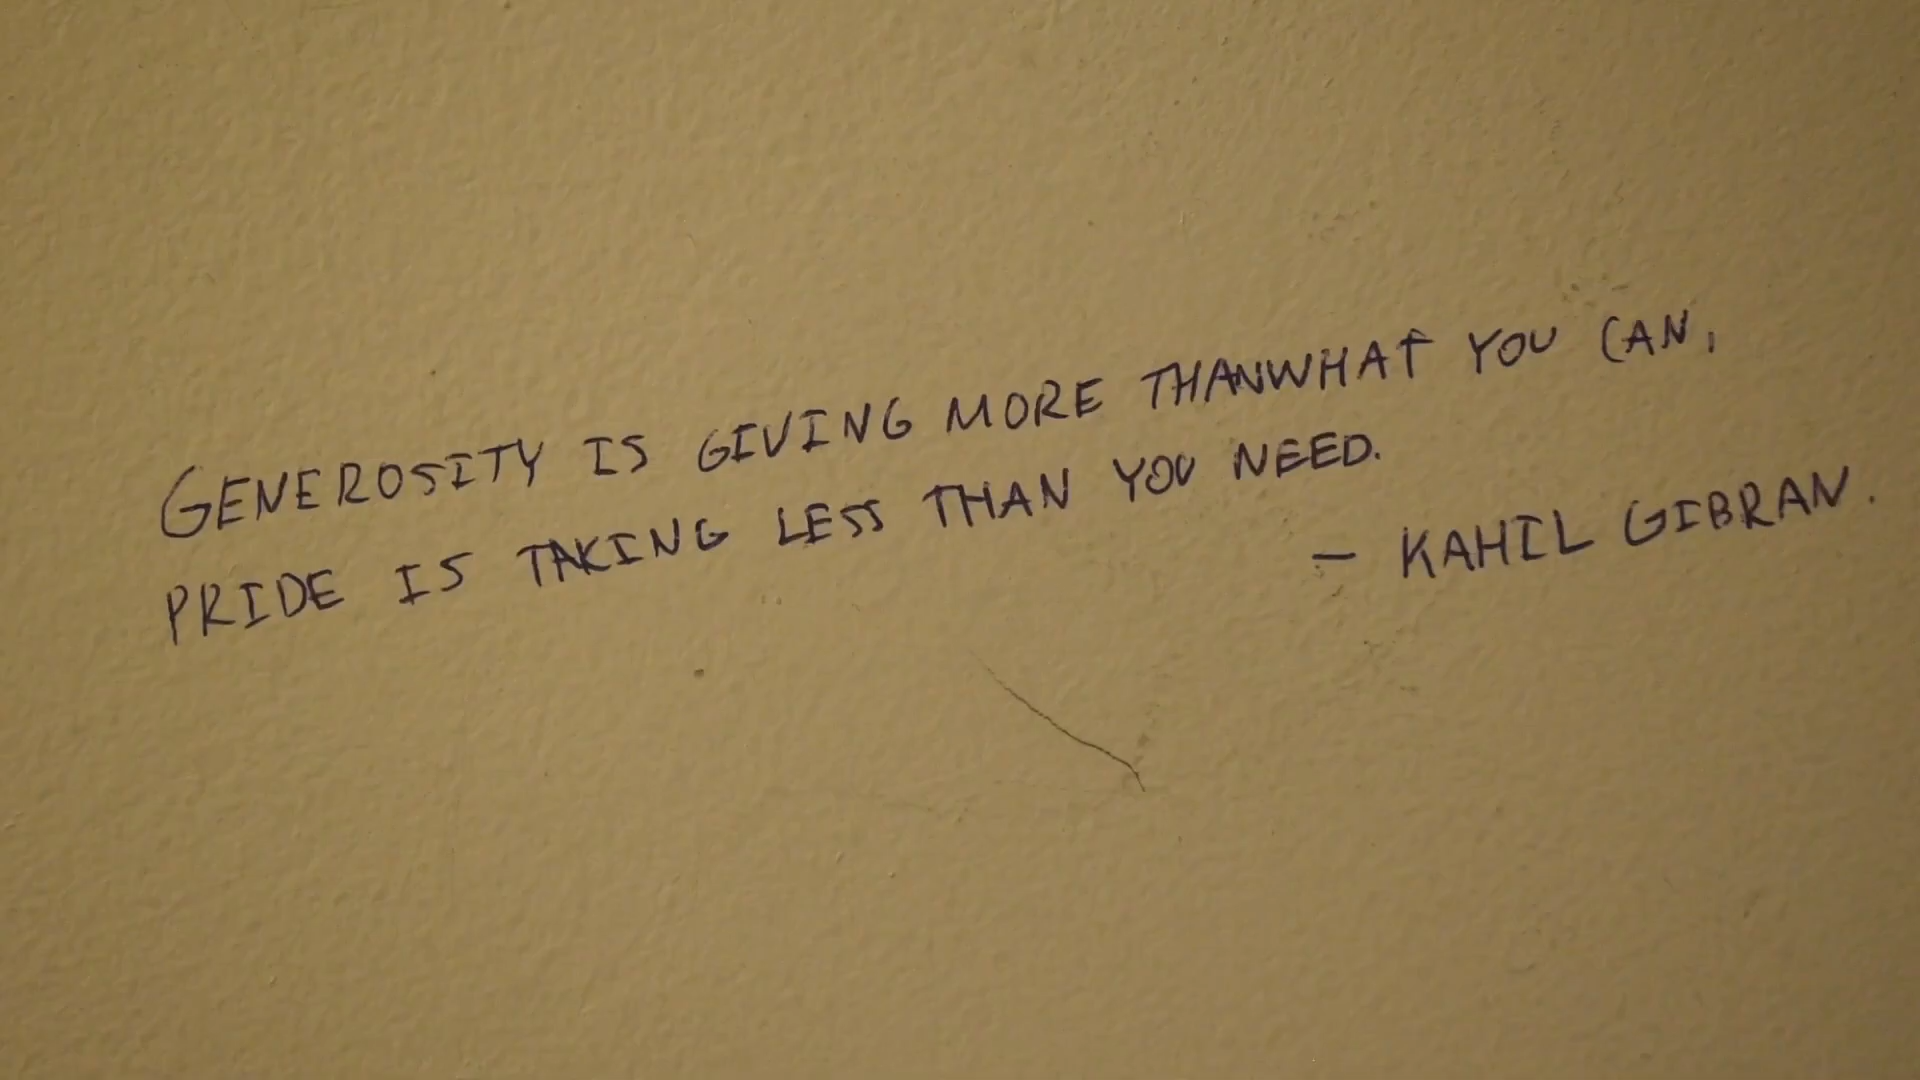 GENEROSITY IS GIVING MORE THANWHAT YOU CAN,
PRIDE IS TAKING LESS THAN YOU NEED.
– KAHIL GIBRAN.